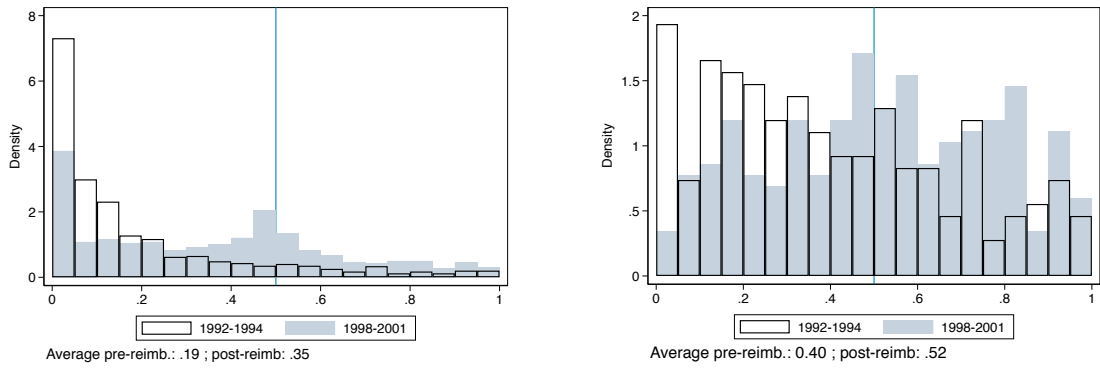 8
6
4
2
0
Density
0 .2 .4 .6 .8 1
1992-1994 1998-2001
Average pre-reimb.: .19 ; post-reimb: .35
2
1.5
1
.5
0
Density
0 .2 .4 .6 .8 1
1992-1994 1998-2001
Average pre-reimb.: 0.40 ; post-reimb: .52